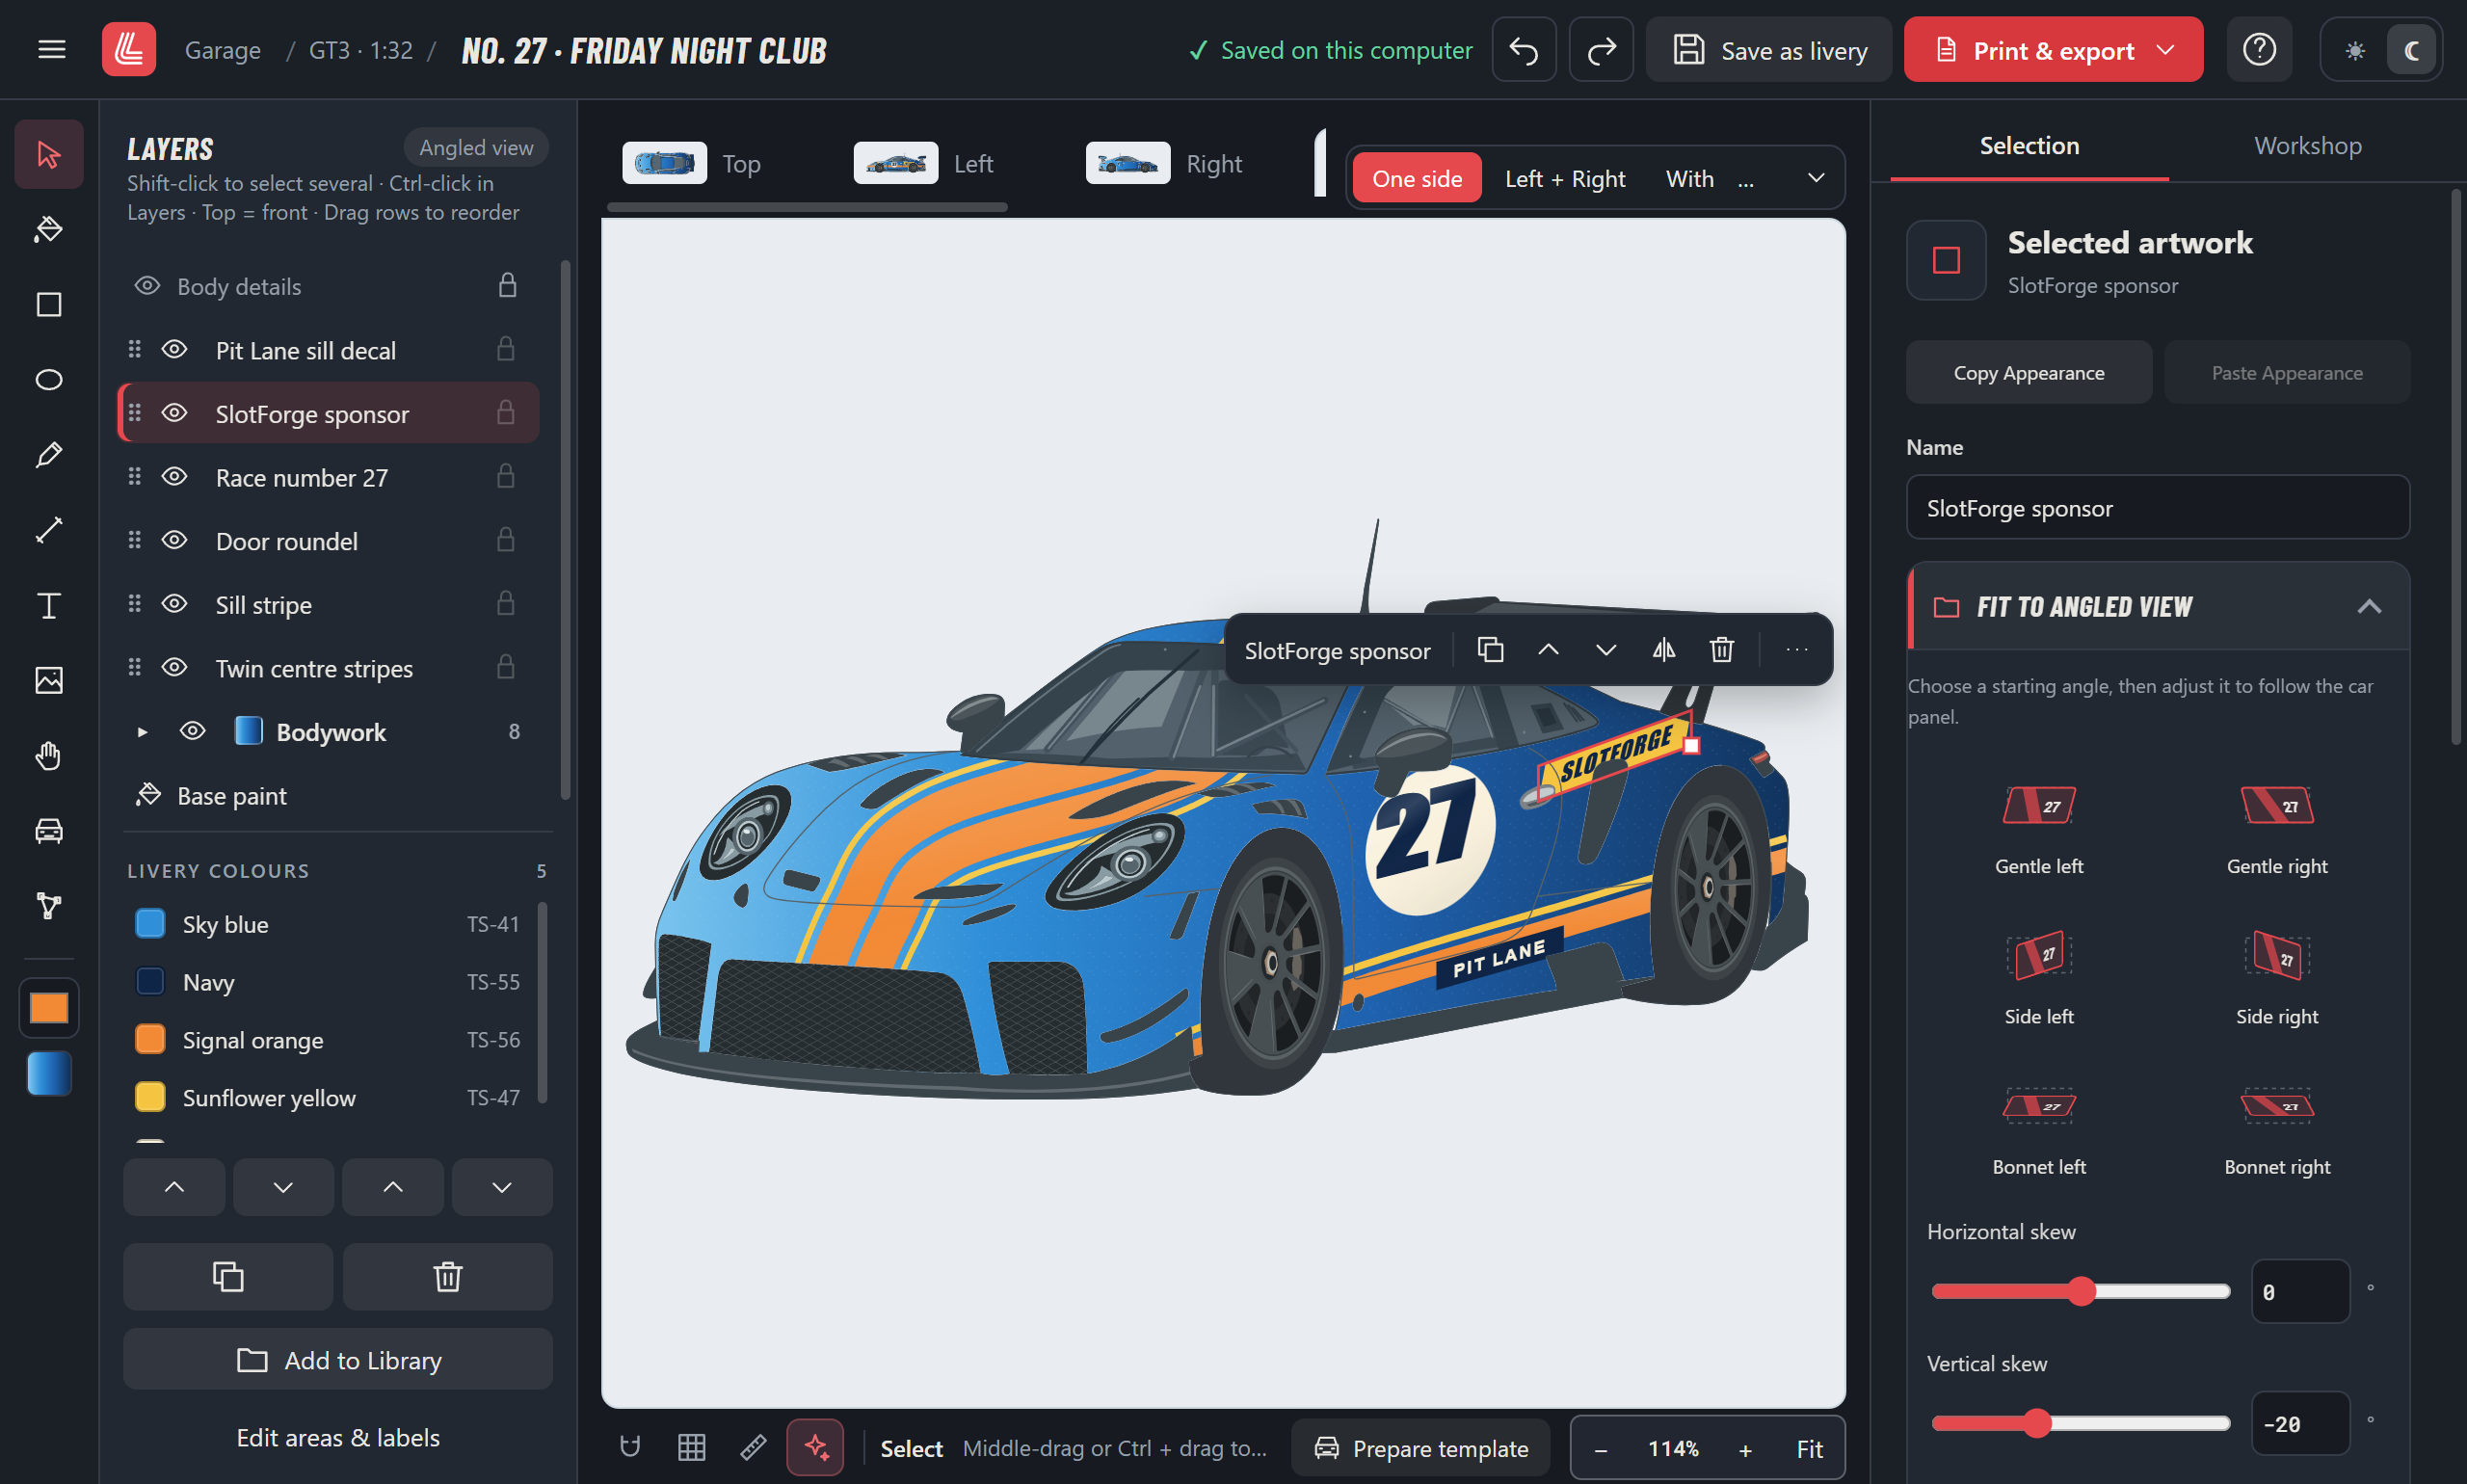 Garage / GT3 · 1:32 / NO. 27 · FRIDAY NIGHT CLUB
✓ Saved on this computer
Save as livery
Print & export
LAYERS
Angled view
Shift-click to select several · Ctrl-click in
Layers · Top = front · Drag rows to reorder
Body details
Pit Lane sill decal
SlotForge sponsor
Race number 27
Door roundel
Sill stripe
Twin centre stripes
Bodywork 8
Base paint
LIVERY COLOURS 5
Sky blue TS-41
Navy TS-55
Signal orange TS-56
Sunflower yellow TS-47
Add to Library
Edit areas & labels
Top
Left
Right
One side
Left + Right
With ...
SlotForge sponsor
SLOTFORGE
27
PIT LANE
Select Middle-drag or Ctrl + drag to...
Prepare template
− 114% + Fit
Selection
Workshop
Selected artwork
SlotForge sponsor
Copy Appearance
Paste Appearance
Name
SlotForge sponsor
FIT TO ANGLED VIEW
Choose a starting angle, then adjust it to follow the car
panel.
27
27
Gentle left
Gentle right
27
27
Side left
Side right
27
27
Bonnet left
Bonnet right
Horizontal skew
0 °
Vertical skew
-20 °